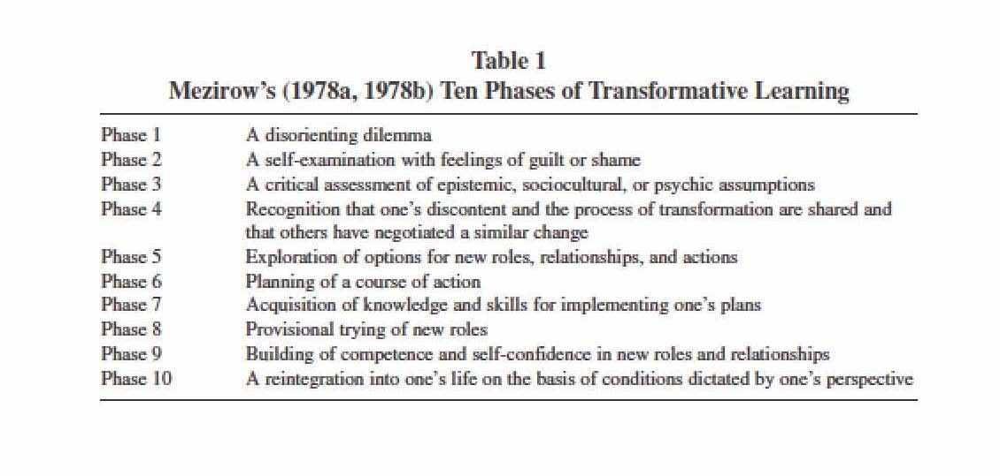 Table 1
Mezirow's (1978a, 1978b) Ten Phases of Transformative Learning
Phase 1 A disorienting dilemma
Phase 2 A self-examination with feelings of guilt or shame
Phase 3 A critical assessment of epistemic, sociocultural, or psychic assumptions
Phase 4 Recognition that one's discontent and the process of transformation are shared and
that others have negotiated a similar change
Phase 5 Exploration of options for new roles, relationships, and actions
Phase 6 Planning of a course of action
Phase 7 Acquisition of knowledge and skills for implementing one's plans
Phase 8 Provisional trying of new roles
Phase 9 Building of competence and self-confidence in new roles and relationships
Phase 10 A reintegration into one's life on the basis of conditions dictated by one's perspective